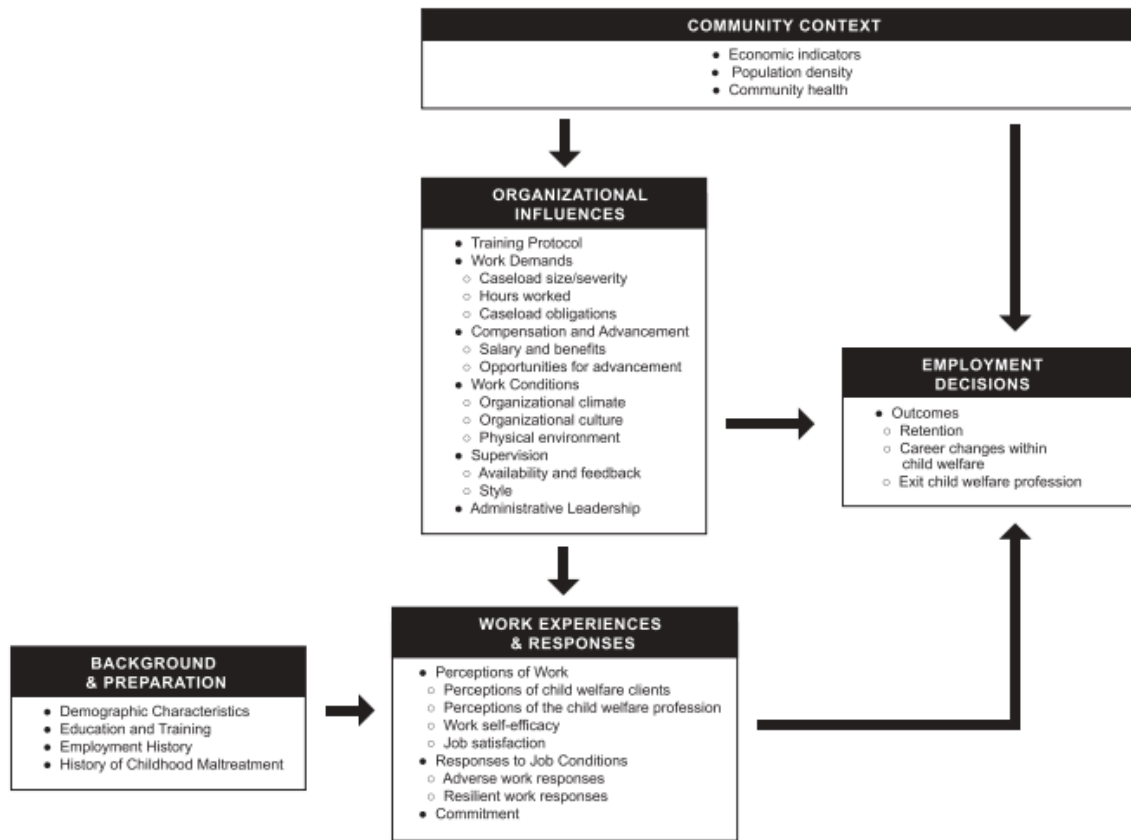 COMMUNITY CONTEXT
● Economic indicators
● Population density
● Community health
ORGANIZATIONAL
INFLUENCES
● Training Protocol
● Work Demands
○ Caseload size/severity
○ Hours worked
○ Caseload obligations
● Compensation and Advancement
○ Salary and benefits
○ Opportunities for advancement
● Work Conditions
○ Organizational climate
○ Organizational culture
○ Physical environment
● Supervision
○ Availability and feedback
○ Style
● Administrative Leadership
EMPLOYMENT
DECISIONS
● Outcomes
○ Retention
○ Career changes within
child welfare
○ Exit child welfare profession
BACKGROUND
& PREPARATION
● Demographic Characteristics
● Education and Training
● Employment History
● History of Childhood Maltreatment
WORK EXPERIENCES
& RESPONSES
● Perceptions of Work
○ Perceptions of child welfare clients
○ Perceptions of the child welfare profession
○ Work self-efficacy
○ Job satisfaction
● Responses to Job Conditions
○ Adverse work responses
○ Resilient work responses
● Commitment